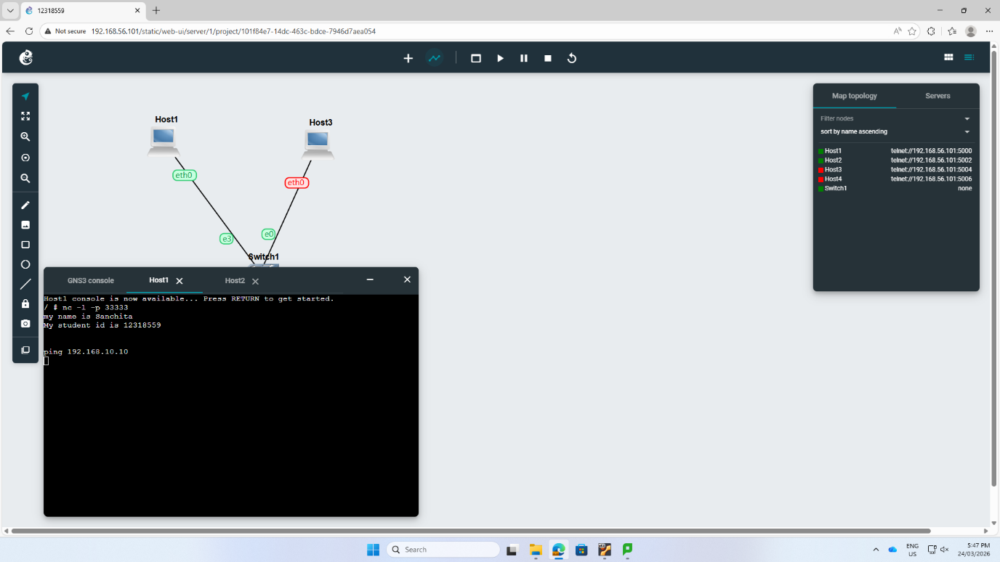 12318559
Not secure
192.168.56.101/static/web-ui/server/1/project/101f84e7-14dc-463c-bdce-7946d7aea054
Map topology
Servers
Filter nodes
sort by name ascending
Host1 telnet://192.168.56.101:5000
Host2 telnet://192.168.56.101:5002
Host3 telnet://192.168.56.101:5004
Host4 telnet://192.168.56.101:5006
Switch1 none
Host1
Host3
eth0
eth0
e3
e0
Switch1
GNS3 console
Host1
Host2
Host1 console is now available... Press RETURN to get started.
/ # nc -l -p 33333
my name is Sanchita
My student id is 12318559
ping 192.168.10.10
Search
ENG
US
5:47 PM
24/03/2026